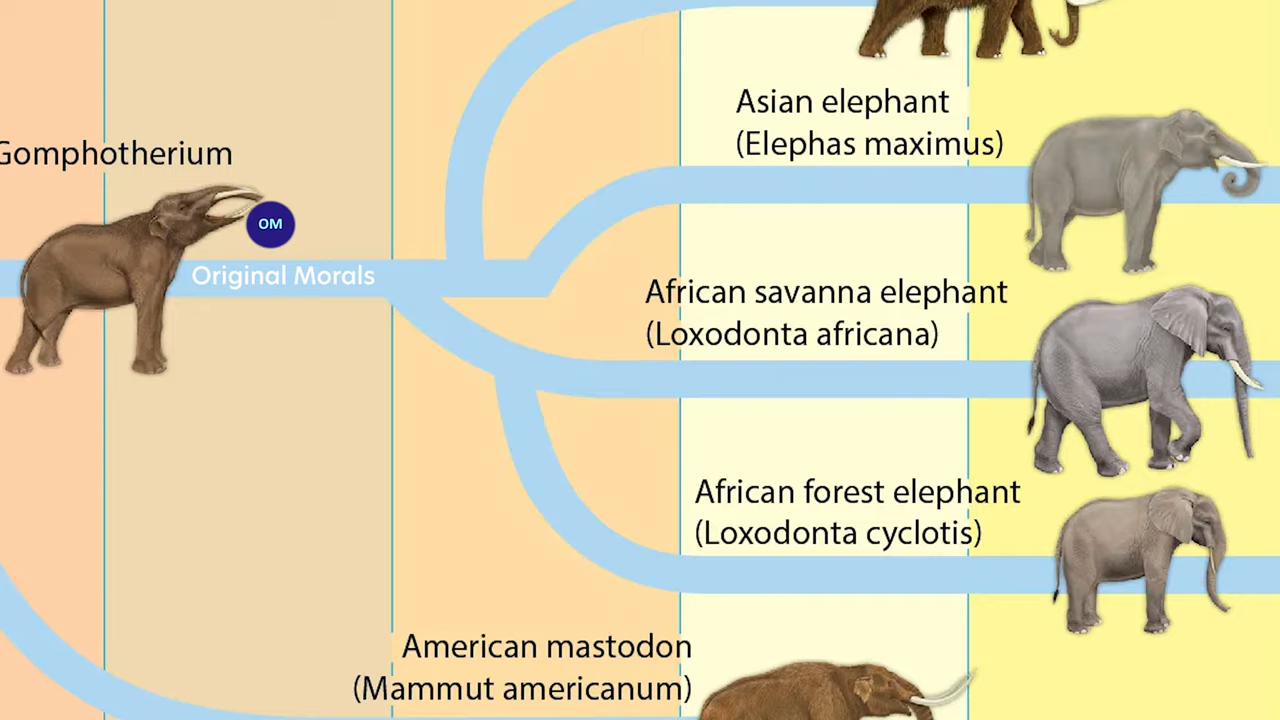 Asian elephant
(Elephas maximus)
Gomphotherium
OM
Original Morals
African savanna elephant
(Loxodonta africana)
African forest elephant
(Loxodonta cyclotis)
American mastodon
(Mammut americanum)